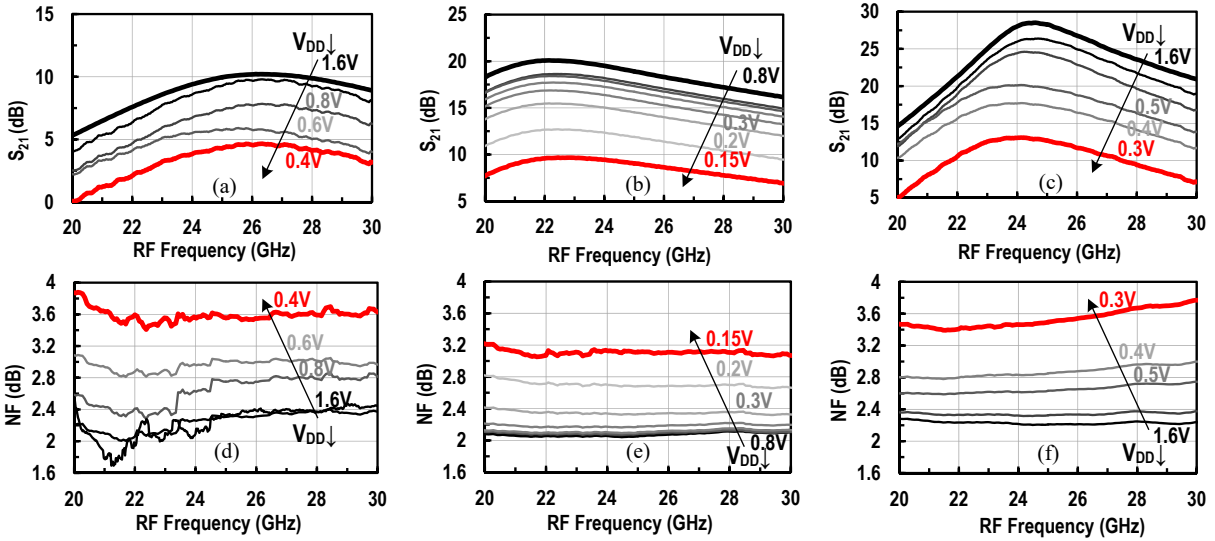 S21 (dB)
15
10
5
0
VDD↓
1.6V
0.8V
0.6V
0.4V
(a)
20 22 24 26 28 30
RF Frequency (GHz)
S21 (dB)
25
20
15
10
5
VDD↓
0.8V
0.3V
0.2V
0.15V
(b)
20 22 24 26 28 30
RF Frequency (GHz)
S21 (dB)
30
25
20
15
10
5
VDD↓
1.6V
0.5V
0.4V
0.3V
(c)
20 22 24 26 28 30
RF Frequency (GHz)
NF (dB)
4
3.6
3.2
2.8
2.4
2
1.6
0.4V
0.6V
0.8V
1.6V
VDD↓
(d)
20 22 24 26 28 30
RF Frequency (GHz)
NF (dB)
4
3.6
3.2
2.8
2.4
2
1.6
0.15V
0.2V
0.3V
0.8V
VDD↓
(e)
20 22 24 26 28 30
RF Frequency (GHz)
NF (dB)
4
3.6
3.2
2.8
2.4
2
1.6
0.3V
0.4V
0.5V
1.6V
VDD↓
(f)
20 22 24 26 28 30
RF Frequency (GHz)